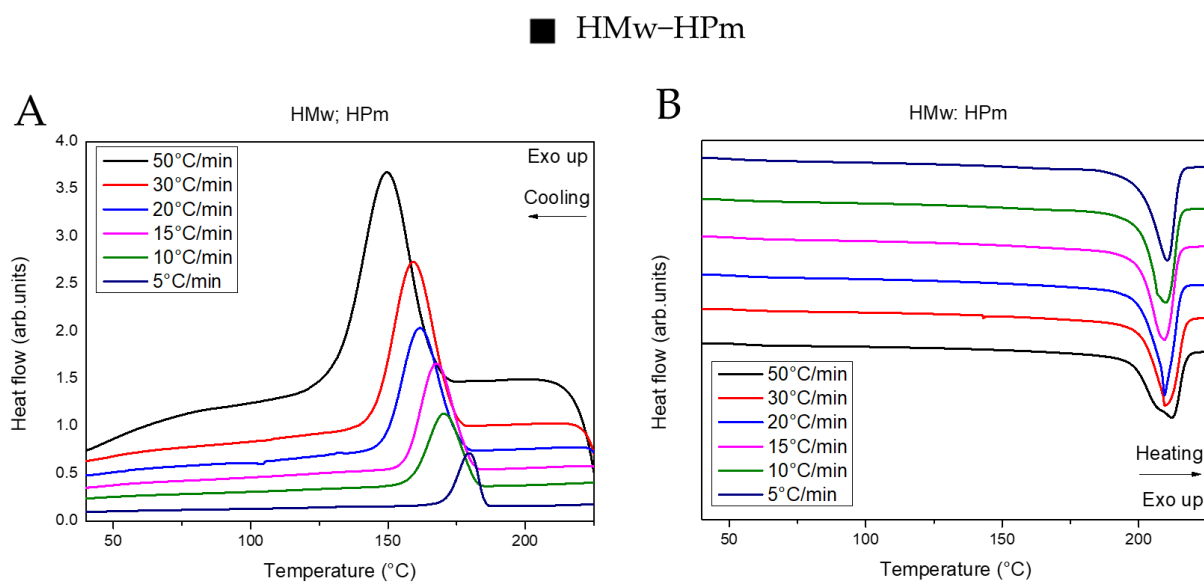 HMw–HPm
A
HMw; HPm
4.0
3.5
3.0
2.5
2.0
1.5
1.0
0.5
0.0
Heat flow (arb.units)
50°C/min
30°C/min
20°C/min
15°C/min
10°C/min
5°C/min
Exo up
Cooling
50
100
150
200
Temperature (°C)
B
HMw: HPm
Heat flow (arb.units)
50°C/min
30°C/min
20°C/min
15°C/min
10°C/min
5°C/min
Heating
Exo up
50
100
150
200
Temperature (°C)